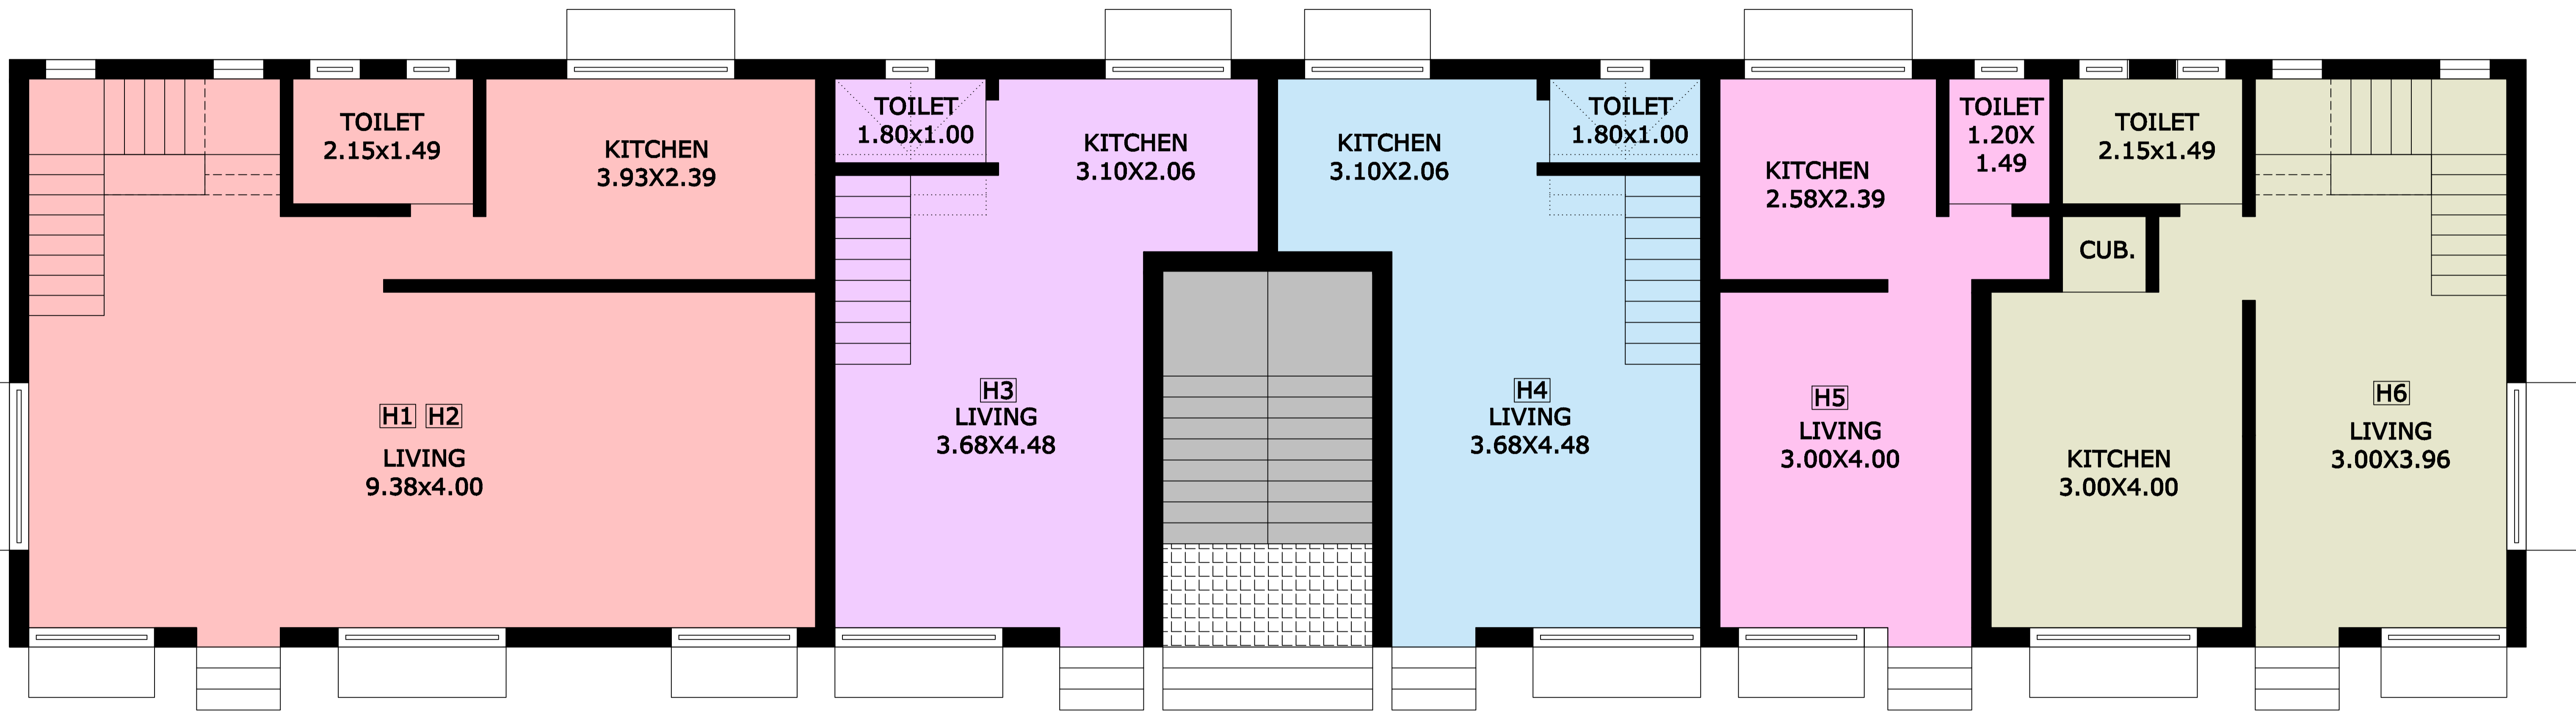 TOILET
2.15x1.49
KITCHEN
3.93X2.39
H1 H2
LIVING
9.38x4.00
TOILET
1.80x1.00
KITCHEN
3.10X2.06
H3
LIVING
3.68X4.48
KITCHEN
3.10X2.06
TOILET
1.80x1.00
H4
LIVING
3.68X4.48
KITCHEN
2.58X2.39
TOILET
1.20X
1.49
H5
LIVING
3.00X4.00
TOILET
2.15x1.49
CUB.
KITCHEN
3.00X4.00
H6
LIVING
3.00X3.96